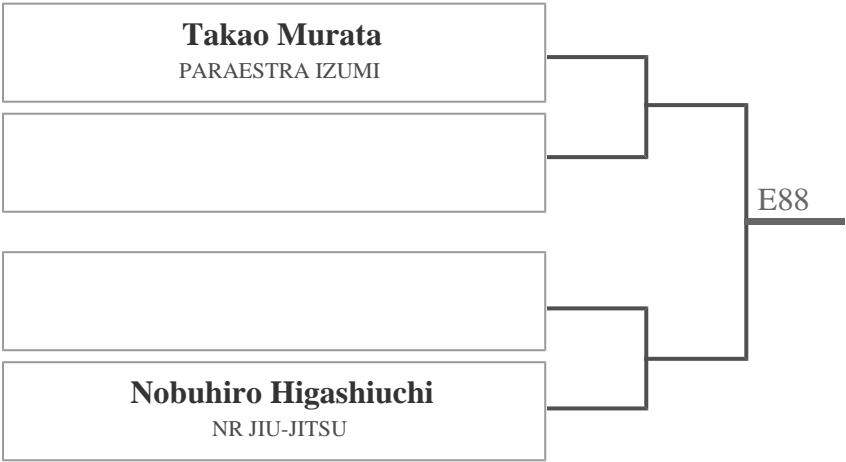 Takao Murata
PARAESTRA IZUMI
E88
Nobuhiro Higashiuchi
NR JIU-JITSU